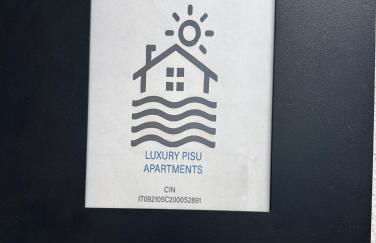 LUXURY PISU
APARTMENTS
CIN
IT092105C2000S2891